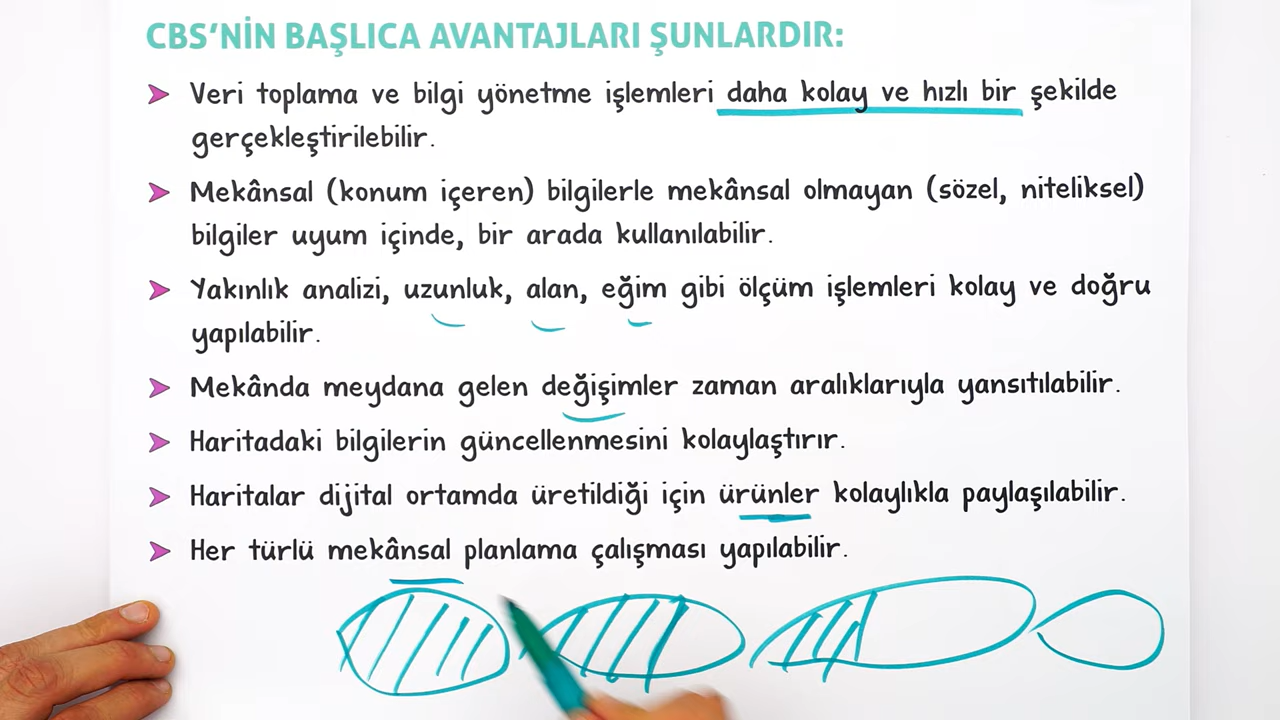 CBS'NİN BAŞLICA AVANTAJLARI ŞUNLARDIR:
➤ Veri toplama ve bilgi yönetme işlemleri daha kolay ve hızlı bir şekilde
gerçekleştirilebilir.
➤ Mekânsal (konum içeren) bilgilerle mekânsal olmayan (sözel, niteliksel)
bilgiler uyum içinde, bir arada kullanılabilir.
➤ Yakınlık analizi, uzunluk, alan, eğim gibi ölçüm işlemleri kolay ve doğru
yapılabilir.
➤ Mekânda meydana gelen değişimler zaman aralıklarıyla yansıtılabilir.
➤ Haritadaki bilgilerin güncellenmesini kolaylaştırır.
➤ Haritalar dijital ortamda üretildiği için ürünler kolaylıkla paylaşılabilir.
➤ Her türlü mekânsal planlama çalışması yapılabilir.